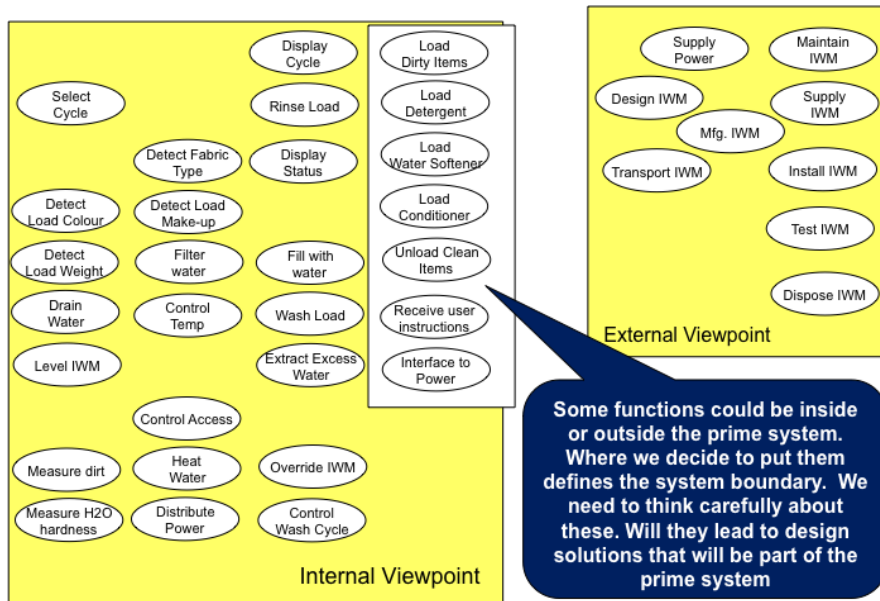 Display
Cycle
Select
Cycle
Rinse Load
Detect Fabric
Type
Display
Status
Detect
Load Colour
Detect Load
Make-up
Detect
Load Weight
Filter
water
Fill with
water
Drain
Water
Control
Temp
Wash Load
Level IWM
Extract Excess
Water
Control Access
Measure dirt
Heat
Water
Override IWM
Measure H2O
hardness
Distribute
Power
Control
Wash Cycle
Internal Viewpoint
Load
Dirty Items
Load
Detergent
Load
Water Softener
Load
Conditioner
Unload Clean
Items
Receive user
instructions
Interface to
Power
Supply
Power
Maintain
IWM
Design IWM
Supply
IWM
Mfg. IWM
Transport IWM
Install IWM
Test IWM
Dispose IWM
External Viewpoint
Some functions could be inside
or outside the prime system.
Where we decide to put them
defines the system boundary. We
need to think carefully about
these. Will they lead to design
solutions that will be part of the
prime system